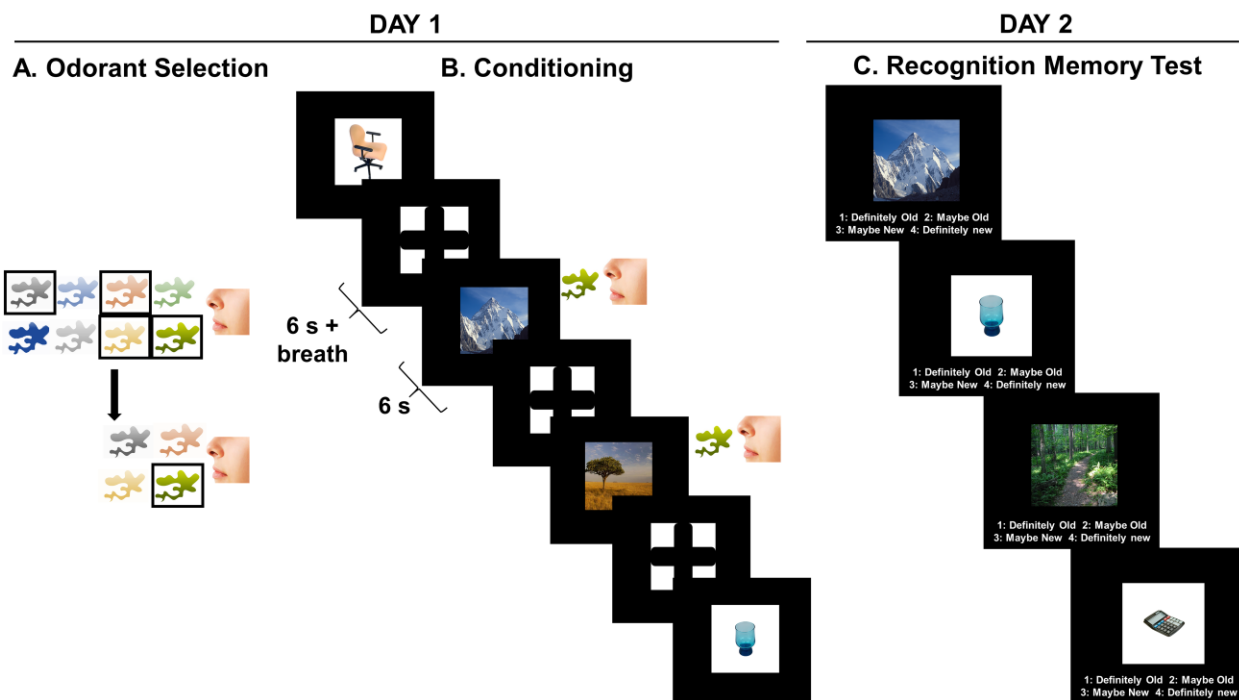 DAY 1
DAY 2
A. Odorant Selection
B. Conditioning
C. Recognition Memory Test
6 s +
breath
6 s
1: Definitely Old 2: Maybe Old
3: Maybe New 4: Definitely new
1: Definitely Old 2: Maybe Old
3: Maybe New 4: Definitely new
1: Definitely Old 2: Maybe Old
3: Maybe New 4: Definitely new
1: Definitely Old 2: Maybe Old
3: Maybe New 4: Definitely new